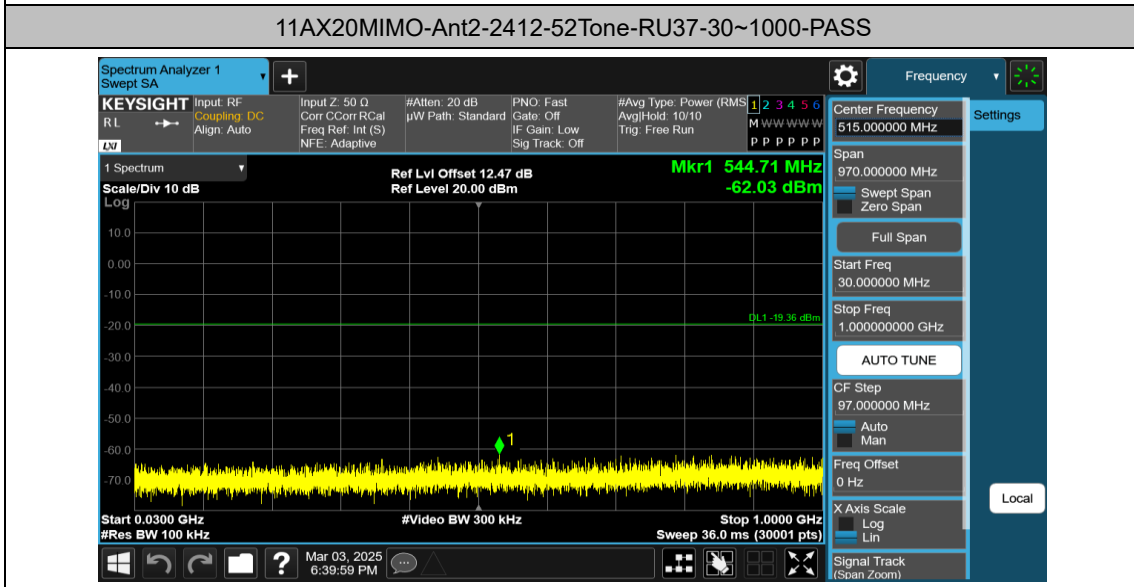 11AX20MIMO-Ant2-2412-52Tone-RU37-30~1000-PASS
Spectrum Analyzer 1
Swept SA
+
Frequency
KEYSIGHT
RL
LXI
Input: RF
Coupling: DC
Align: Auto
Input Z: 50 Ω
Corr CCorr RCal
Freq Ref: Int (S)
NFE: Adaptive
#Atten: 20 dB
µW Path: Standard
PNO: Fast
Gate: Off
IF Gain: Low
Sig Track: Off
#Avg Type: Power (RMS
Avg|Hold: 10/10
Trig: Free Run
1 2 3 4 5 6
M W W W W W
P P P P P P
1 Spectrum
Scale/Div 10 dB
Log
Ref Lvl Offset 12.47 dB
Ref Level 20.00 dBm
Mkr1 544.71 MHz
-62.03 dBm
10.0
0.00
-10.0
-20.0
-30.0
-40.0
-50.0
-60.0
-70.0
DL1 -19.36 dBm
1
Start 0.0300 GHz
#Res BW 100 kHz
#Video BW 300 kHz
Stop 1.0000 GHz
Sweep 36.0 ms (30001 pts)
Mar 03, 2025
6:39:59 PM
?
Center Frequency
515.000000 MHz
Settings
Span
970.000000 MHz
Swept Span
Zero Span
Full Span
Start Freq
30.000000 MHz
Stop Freq
1.000000000 GHz
AUTO TUNE
CF Step
97.000000 MHz
Auto
Man
Freq Offset
0 Hz
X Axis Scale
Log
Lin
Local
Signal Track
(Span Zoom)